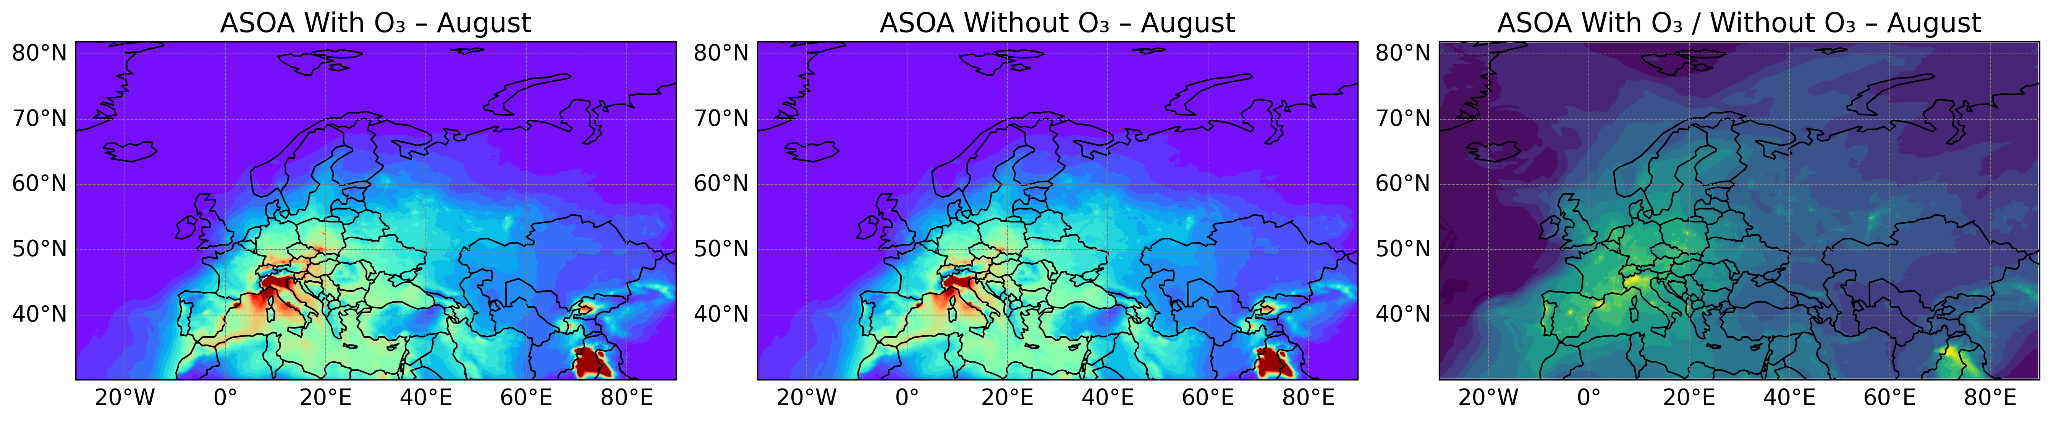 ASOA With O₃ – August
80°N
70°N
60°N
50°N
40°N
20°W 0° 20°E 40°E 60°E 80°E
ASOA Without O₃ – August
80°N
70°N
60°N
50°N
40°N
20°W 0° 20°E 40°E 60°E 80°E
ASOA With O₃ / Without O₃ – August
80°N
70°N
60°N
50°N
40°N
20°W 0° 20°E 40°E 60°E 80°E